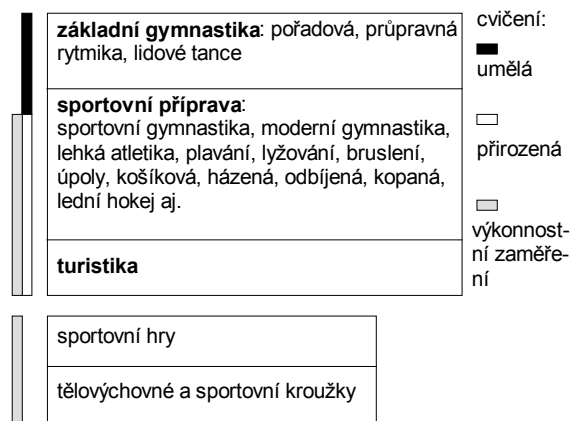 základní gymnastika: pořadová, průpravná
rytmika, lidové tance
sportovní příprava:
sportovní gymnastika, moderní gymnastika,
lehká atletika, plavání, lyžování, bruslení,
úpoly, košíková, házená, odbíjená, kopaná,
lední hokej aj.
turistika
sportovní hry
tělovýchovné a sportovní kroužky
cvičení:
umělá
přirozená
výkonnost-
ní zaměře-
ní